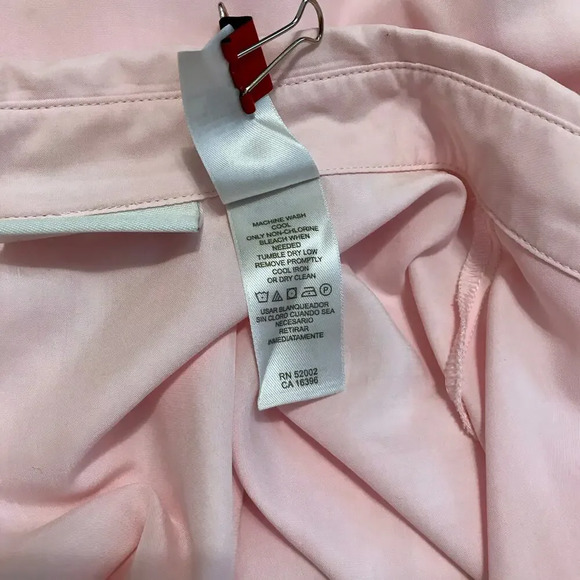 MACHINE WASH
COOL
ONLY NON-CHLORINE
BLEACH WHEN
NEEDED
TUMBLE DRY LOW
REMOVE PROMPTLY
COOL IRON
OR DRY CLEAN
USAR BLANQUEADOR
SIN CLORO CUANDO SEA
NECESARIO
RETIRAR
INMEDIATAMENTE
RN 52002
CA 16396